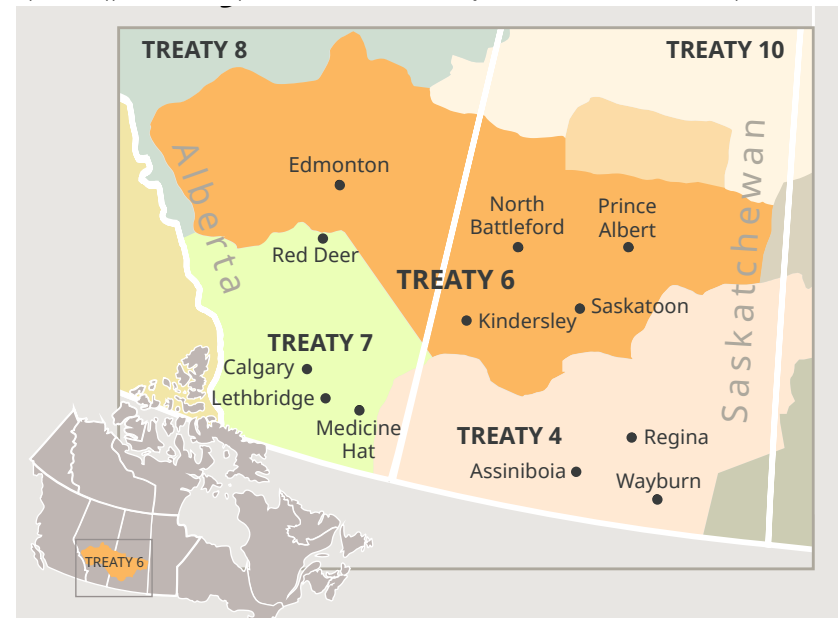 TREATY 8
TREATY 10
Alberta
Saskatchewan
Edmonton
North
Battleford
Prince
Albert
Red Deer
TREATY 6
Saskatoon
Kindersley
TREATY 7
Calgary
Lethbridge
Medicine
Hat
TREATY 4
Regina
Assiniboia
Wayburn
TREATY 6